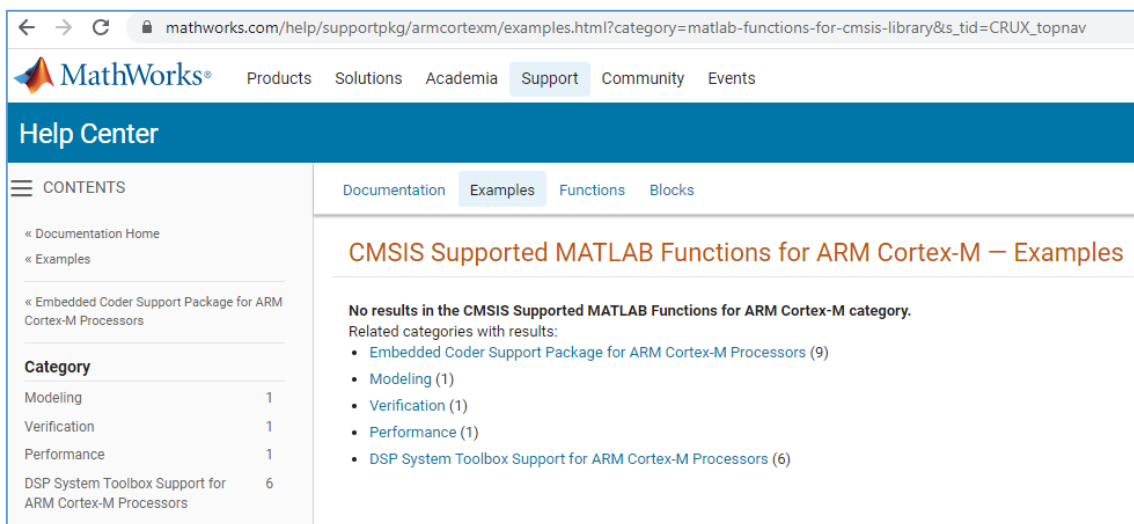 mathworks.com/help/supportpkg/armcortexm/examples.html?category=matlab-functions-for-cmsis-library&s_tid=CRUX_topnav
MathWorks® Products Solutions Academia Support Community Events
Help Center
CONTENTS
Documentation Examples Functions Blocks
« Documentation Home
« Examples
« Embedded Coder Support Package for ARM
Cortex-M Processors
Category
Modeling 1
Verification 1
Performance 1
DSP System Toolbox Support for 6
ARM Cortex-M Processors
CMSIS Supported MATLAB Functions for ARM Cortex-M — Examples
No results in the CMSIS Supported MATLAB Functions for ARM Cortex-M category.
Related categories with results:
• Embedded Coder Support Package for ARM Cortex-M Processors (9)
• Modeling (1)
• Verification (1)
• Performance (1)
• DSP System Toolbox Support for ARM Cortex-M Processors (6)